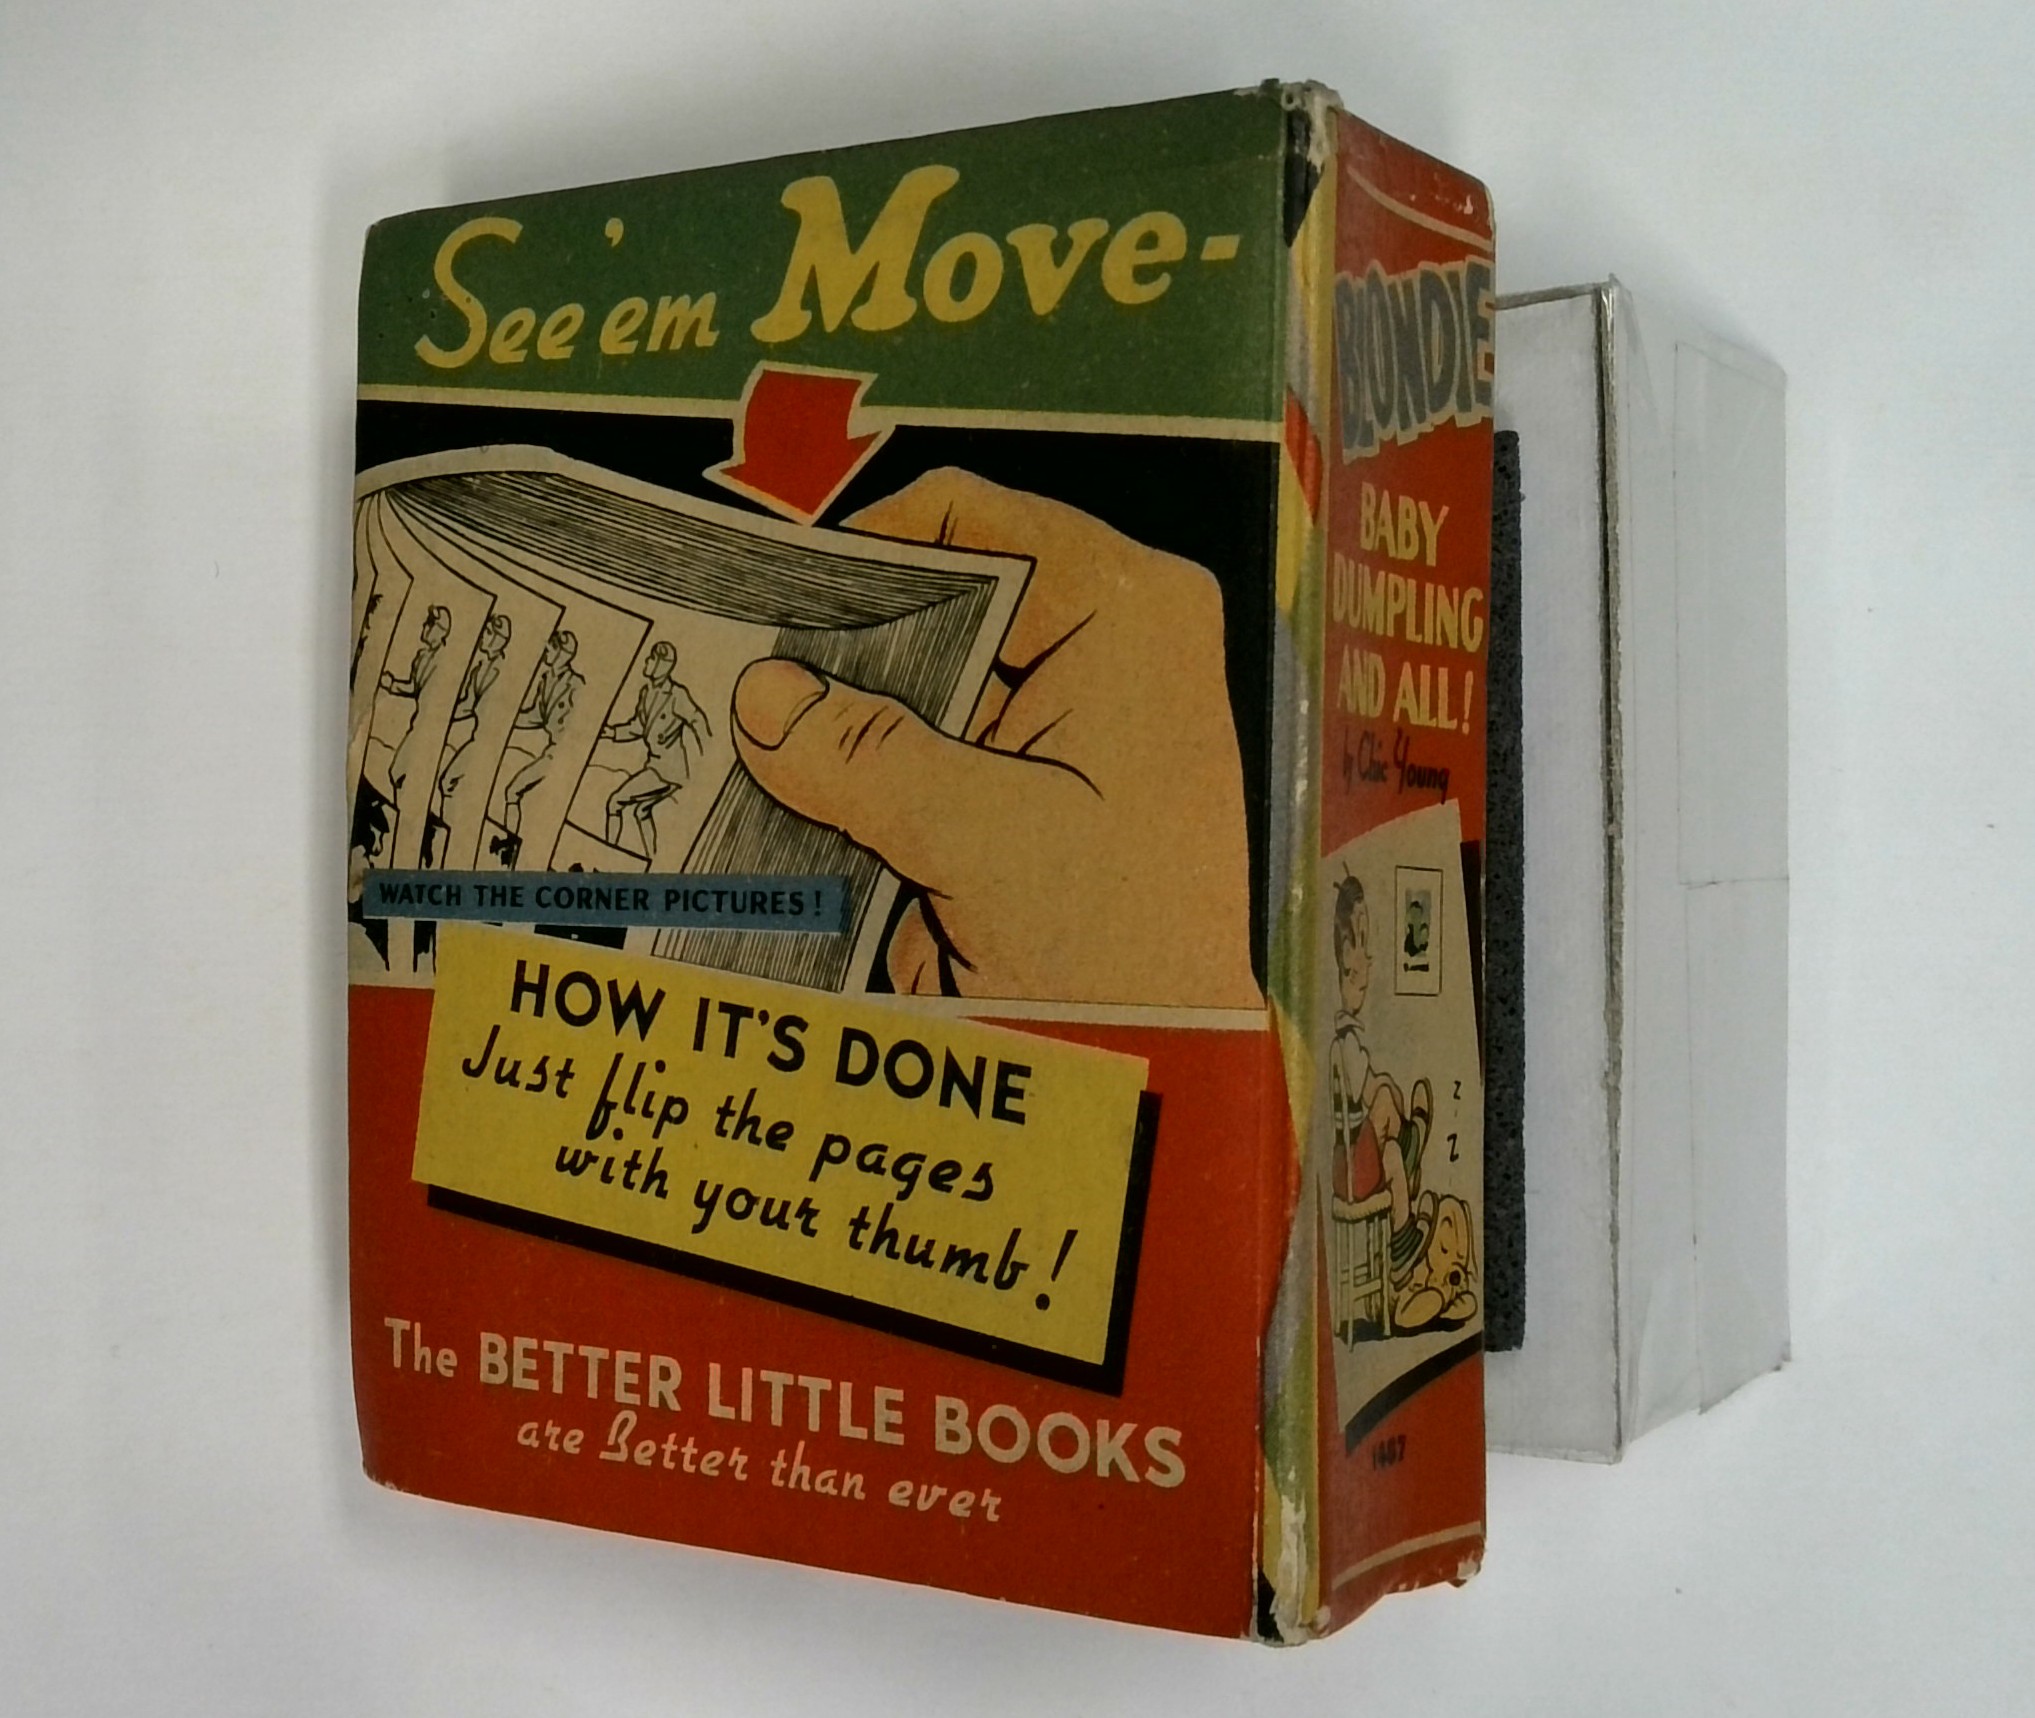 See 'em Move-
WATCH THE CORNER PICTURES!
HOW IT'S DONE
Just flip the pages
with your thumb!
The BETTER LITTLE BOOKS
are Better than ever
BLONDIE
BABY
DUMPLING
AND ALL!
by Chic Young
Z
Z
1487